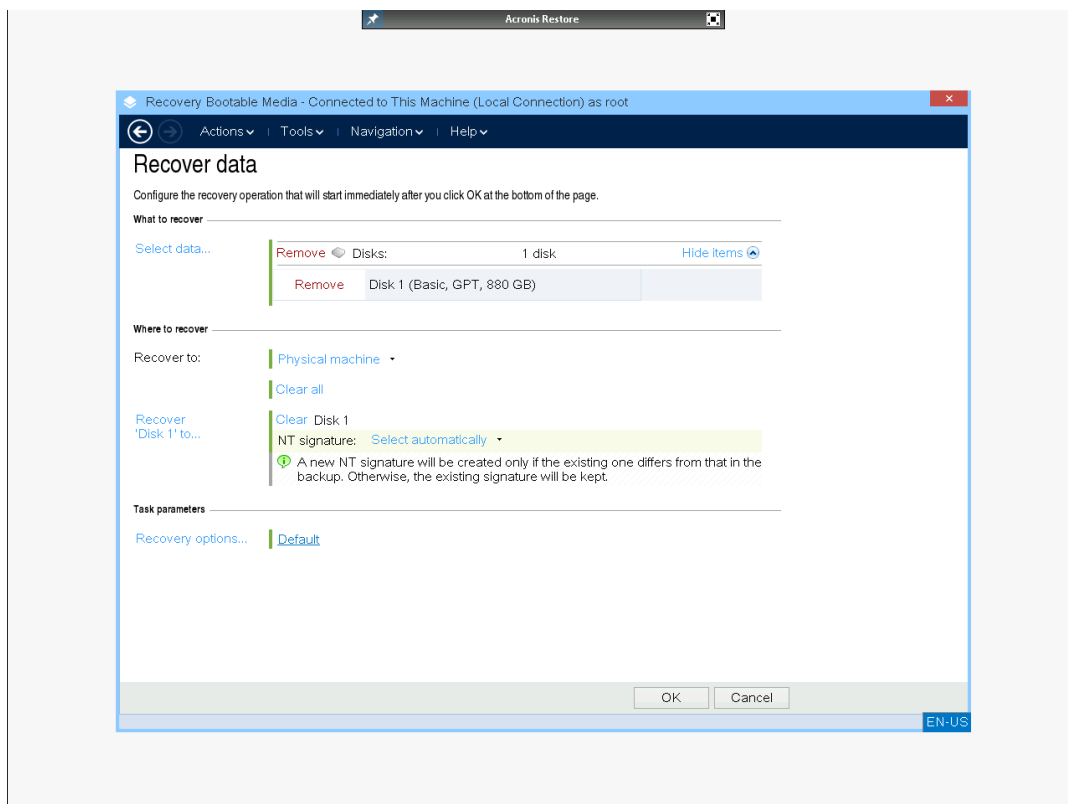 Acronis Restore
Recovery Bootable Media - Connected to This Machine (Local Connection) as root
Actions Tools Navigation Help
Recover data
Configure the recovery operation that will start immediately after you click OK at the bottom of the page.
What to recover
Select data... Remove Disks: 1 disk Hide items
Remove Disk 1 (Basic, GPT, 880 GB)
Where to recover
Recover to: Physical machine
Clear all
Recover 'Disk 1' to...
Clear Disk 1
NT signature: Select automatically
A new NT signature will be created only if the existing one differs from that in the
backup. Otherwise, the existing signature will be kept.
Task parameters
Recovery options... Default
OK Cancel
EN-US